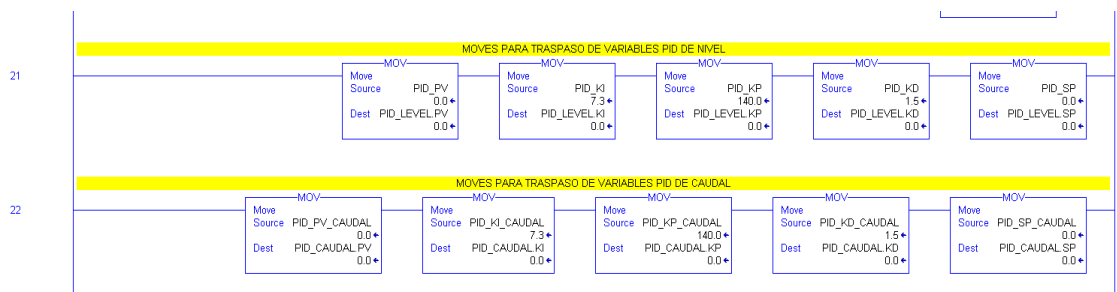 MOVES PARA TRASPASO DE VARIABLES PID DE NIVEL
21
MOV MOV MOV MOV MOV
Move Move Move Move Move
Source PID_PV Source PID_KI Source PID_KP Source PID_KD Source PID_SP
0.0 7.3 140.0 1.5 0.0
Dest PID_LEVEL.PV Dest PID_LEVEL.KI Dest PID_LEVEL.KP Dest PID_LEVEL.KD Dest PID_LEVEL.SP
0.0 0.0 0.0 0.0 0.0
MOVES PARA TRASPASO DE VARIABLES PID DE CAUDAL
22
MOV MOV MOV MOV MOV
Move Move Move Move Move
Source PID_PV_CAUDAL Source PID_KI_CAUDAL Source PID_KP_CAUDAL Source PID_KD_CAUDAL Source PID_SP_CAUDAL
0.0 7.3 140.0 1.5 0.0
Dest PID_CAUDAL.PV Dest PID_CAUDAL.KI Dest PID_CAUDAL.KP Dest PID_CAUDAL.KD Dest PID_CAUDAL.SP
0.0 0.0 0.0 0.0 0.0